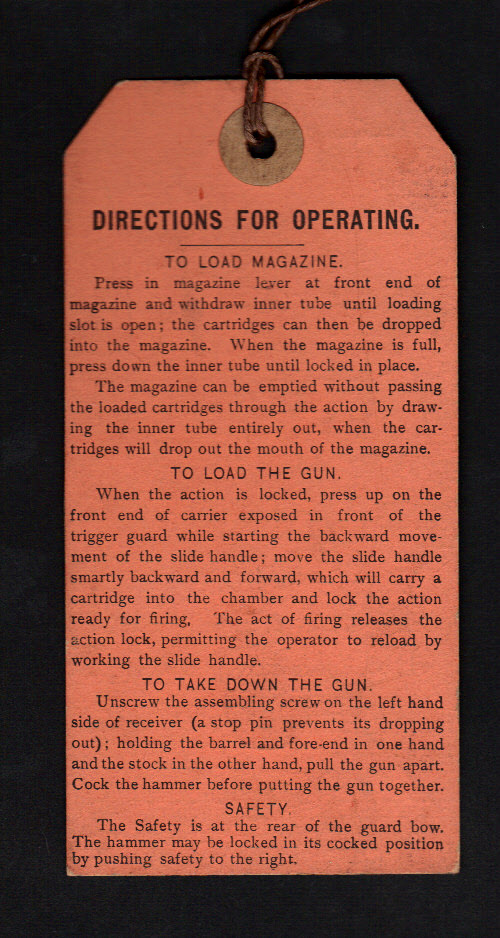 DIRECTIONS FOR OPERATING.
TO LOAD MAGAZINE.
Press in magazine lever at front end of
magazine and withdraw inner tube until loading
slot is open; the cartridges can then be dropped
into the magazine. When the magazine is full,
press down the inner tube until locked in place.
The magazine can be emptied without passing
the loaded cartridges through the action by draw-
ing the inner tube entirely out, when the car-
tridges will drop out the mouth of the magazine.
TO LOAD THE GUN.
When the action is locked, press up on the
front end of carrier exposed in front of the
trigger guard while starting the backward move-
ment of the slide handle; move the slide handle
smartly backward and forward, which will carry a
cartridge into the chamber and lock the action
ready for firing, The act of firing releases the
action lock, permitting the operator to reload by
working the slide handle.
TO TAKE DOWN THE GUN.
Unscrew the assembling screw on the left hand
side of receiver (a stop pin prevents its dropping
out); holding the barrel and fore-end in one hand
and the stock in the other hand, pull the gun apart.
Cock the hammer before putting the gun together.
SAFETY.
The Safety is at the rear of the guard bow.
The hammer may be locked in its cocked position
by pushing safety to the right.